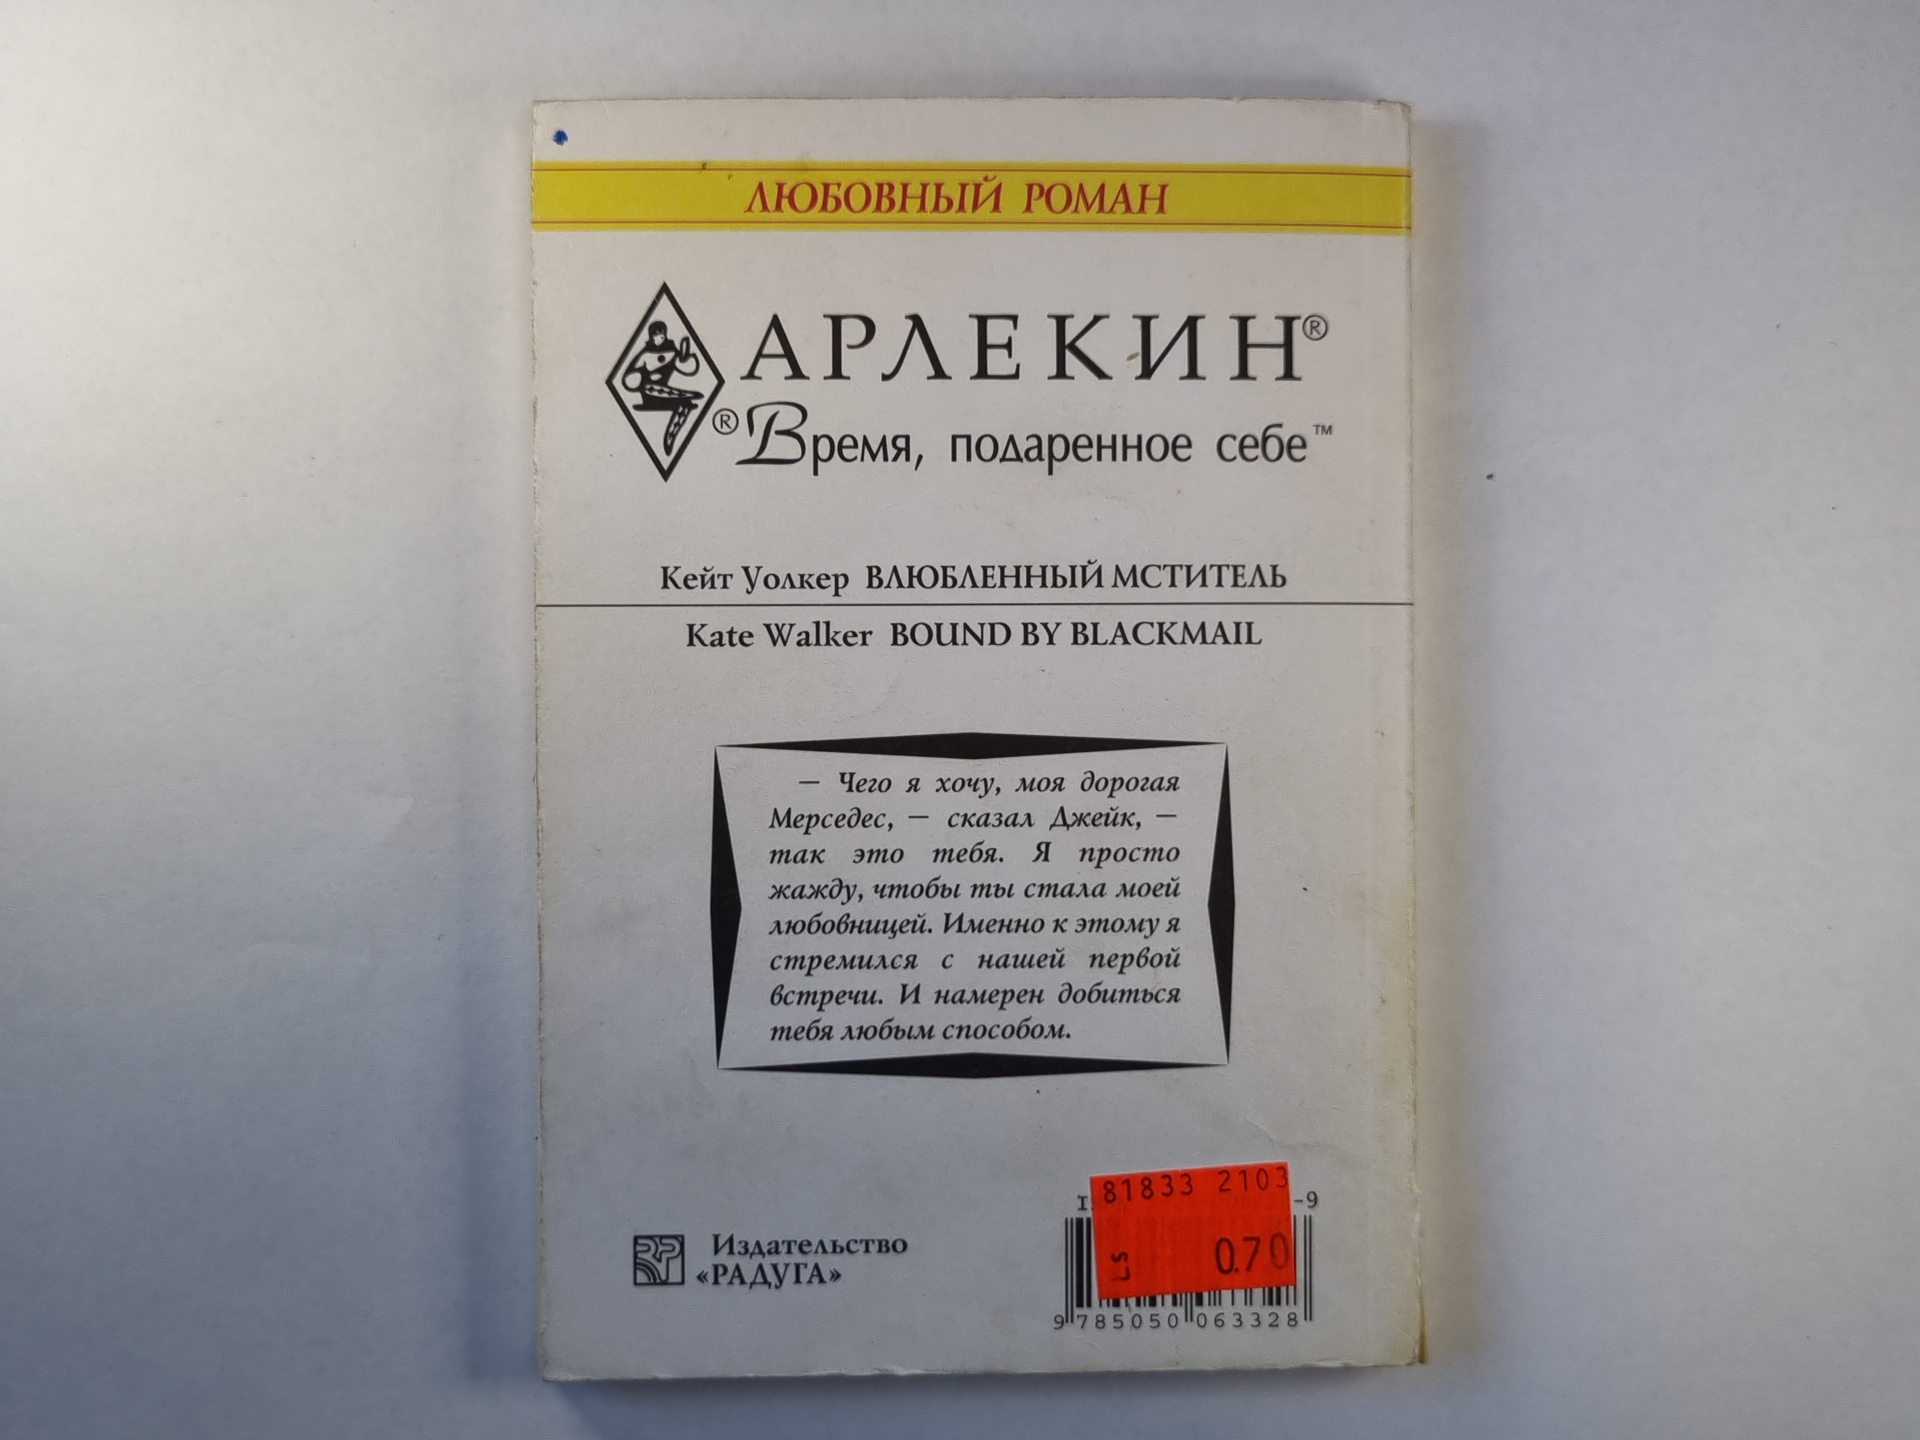 ЛЮБОВНЫЙ РОМАН
АРЛЕКИН®
® Время, подаренное себе™
Кейт Уолкер ВЛЮБЛЕННЫЙ МСТИТЕЛЬ
Kate Walker BOUND BY BLACKMAIL
— Чего я хочу, моя дорогая
Мерседес, — сказал Джейк, —
так это тебя. Я просто
жажду, чтобы ты стала моей
любовницей. Именно к этому я
стремился с нашей первой
встречи. И намерен добиться
тебя любым способом.
Издательство
«РАДУГА»
81833 2103
-9
LS 0.70
9 785050 063328